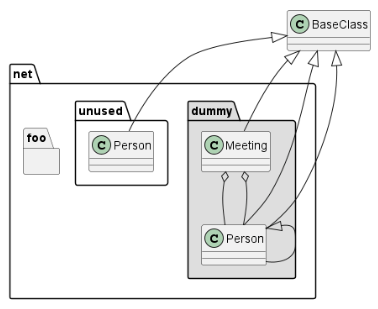 C BaseClass
net
unused
dummy
foo
C Person
C Meeting
C Person